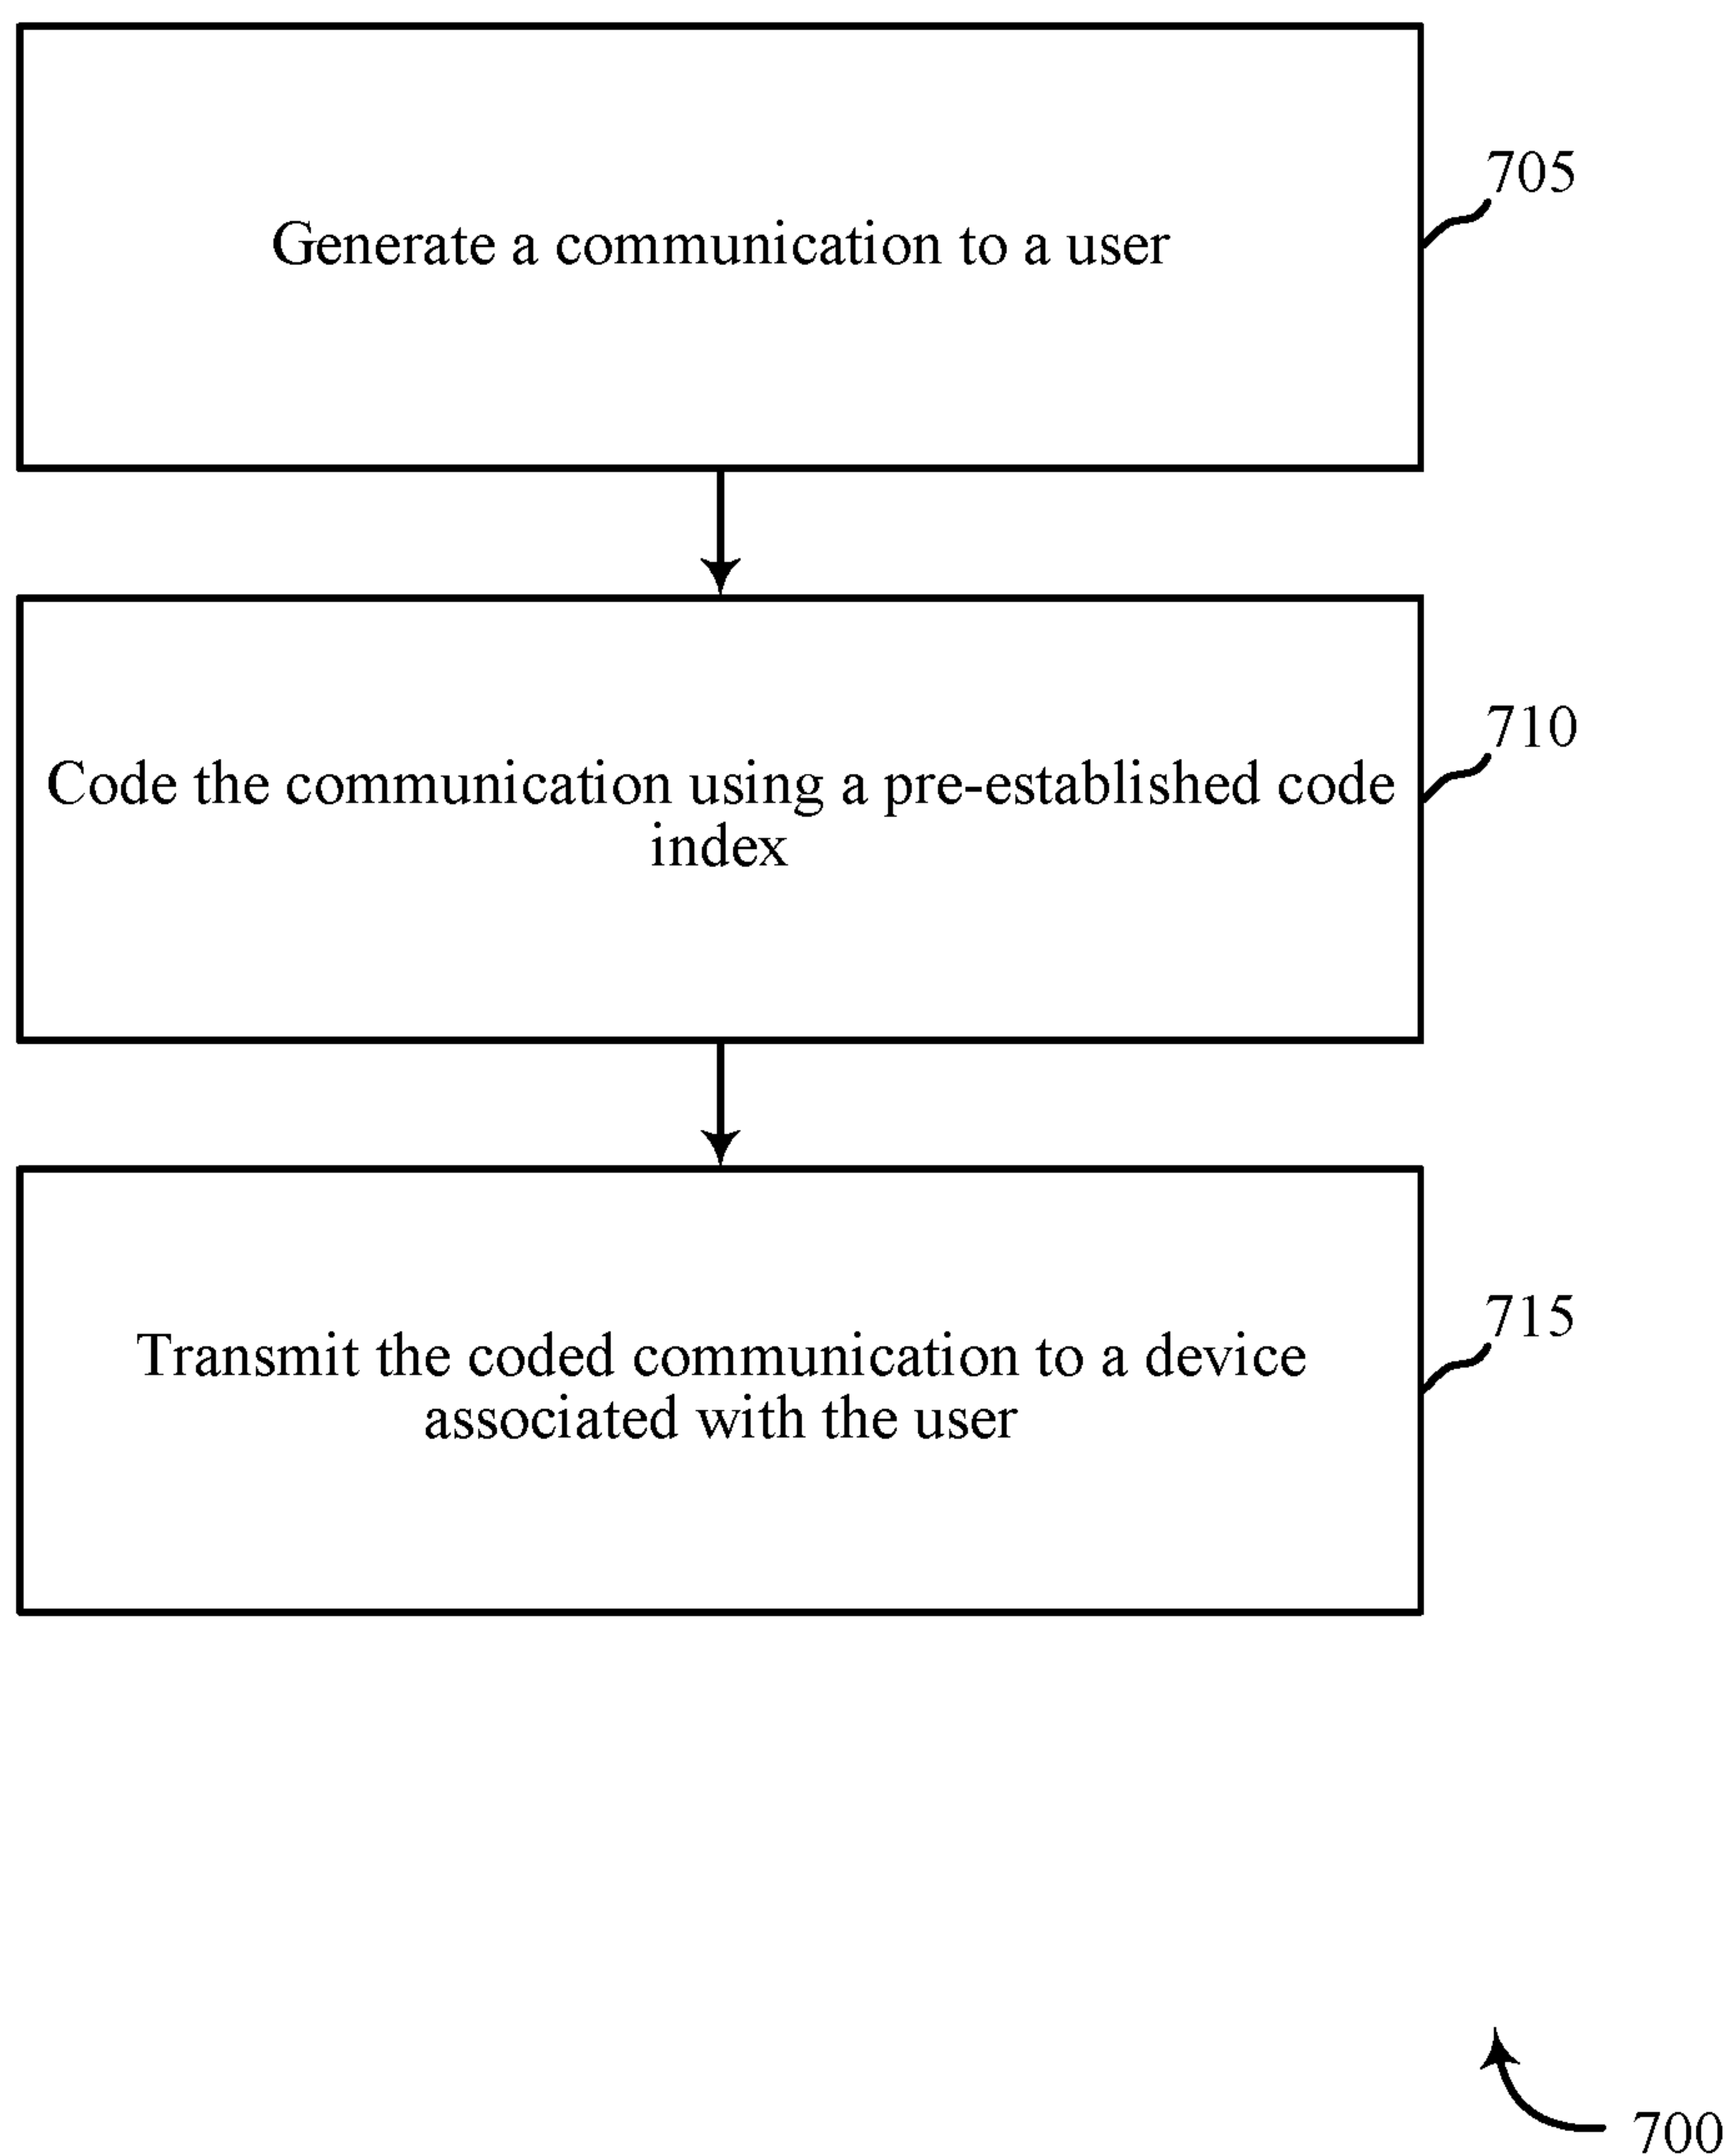 705
Generate a communication to a user
710
Code the communication using a pre-established code
index
715
Transmit the coded communication to a device
associated with the user
700